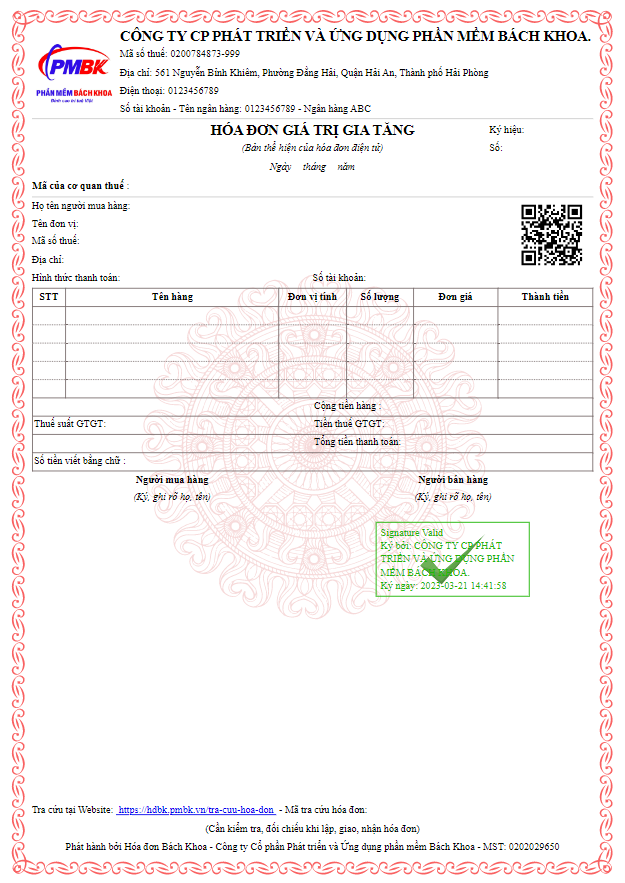 CÔNG TY CP PHÁT TRIỂN VÀ ỨNG DỤNG PHẦN MỀM BÁCH KHOA.
PMBK
PHẦN MỀM BÁCH KHOA
Đỉnh cao trí tuệ Việt
Mã số thuế: 0200784873-999
Địa chỉ: 561 Nguyễn Bỉnh Khiêm, Phường Đằng Hải, Quận Hải An, Thành phố Hải Phòng
Điện thoại: 0123456789
Số tài khoản - Tên ngân hàng: 0123456789 - Ngân hàng ABC
HÓA ĐƠN GIÁ TRỊ GIA TĂNG
Ký hiệu:
(Bản thể hiện của hóa đơn điện tử)
Số:
Ngày tháng năm
Mã của cơ quan thuế :
Họ tên người mua hàng:
Tên đơn vị:
Mã số thuế:
Địa chỉ:
Hình thức thanh toán: Số tài khoản:
STT Tên hàng Đơn vị tính Số lượng Đơn giá Thành tiền
Cộng tiền hàng :
Thuế suất GTGT: Tiền thuế GTGT:
Tổng tiền thanh toán:
Số tiền viết bằng chữ :
Người mua hàng Người bán hàng
(Ký, ghi rõ họ, tên) (Ký, ghi rõ họ, tên)
Signature Valid
Ký bởi: CÔNG TY CP PHÁT
TRIỂN VÀ ỨNG DỤNG PHẦN
MỀM BÁCH KHOA.
Ký ngày: 2023-03-21 14:41:58
Tra cứu tại Website: https://hdbk.pmbk.vn/tra-cuu-hoa-don - Mã tra cứu hóa đơn:
(Cần kiểm tra, đối chiếu khi lập, giao, nhận hóa đơn)
Phát hành bởi Hóa đơn Bách Khoa - Công ty Cổ phần Phát triển và Ứng dụng phần mềm Bách Khoa - MST: 0202029650